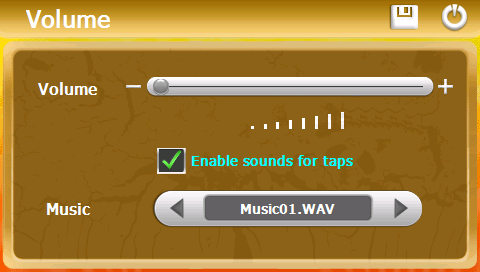 Volume
Volume
Enable sounds for taps
Music
Music01.WAV